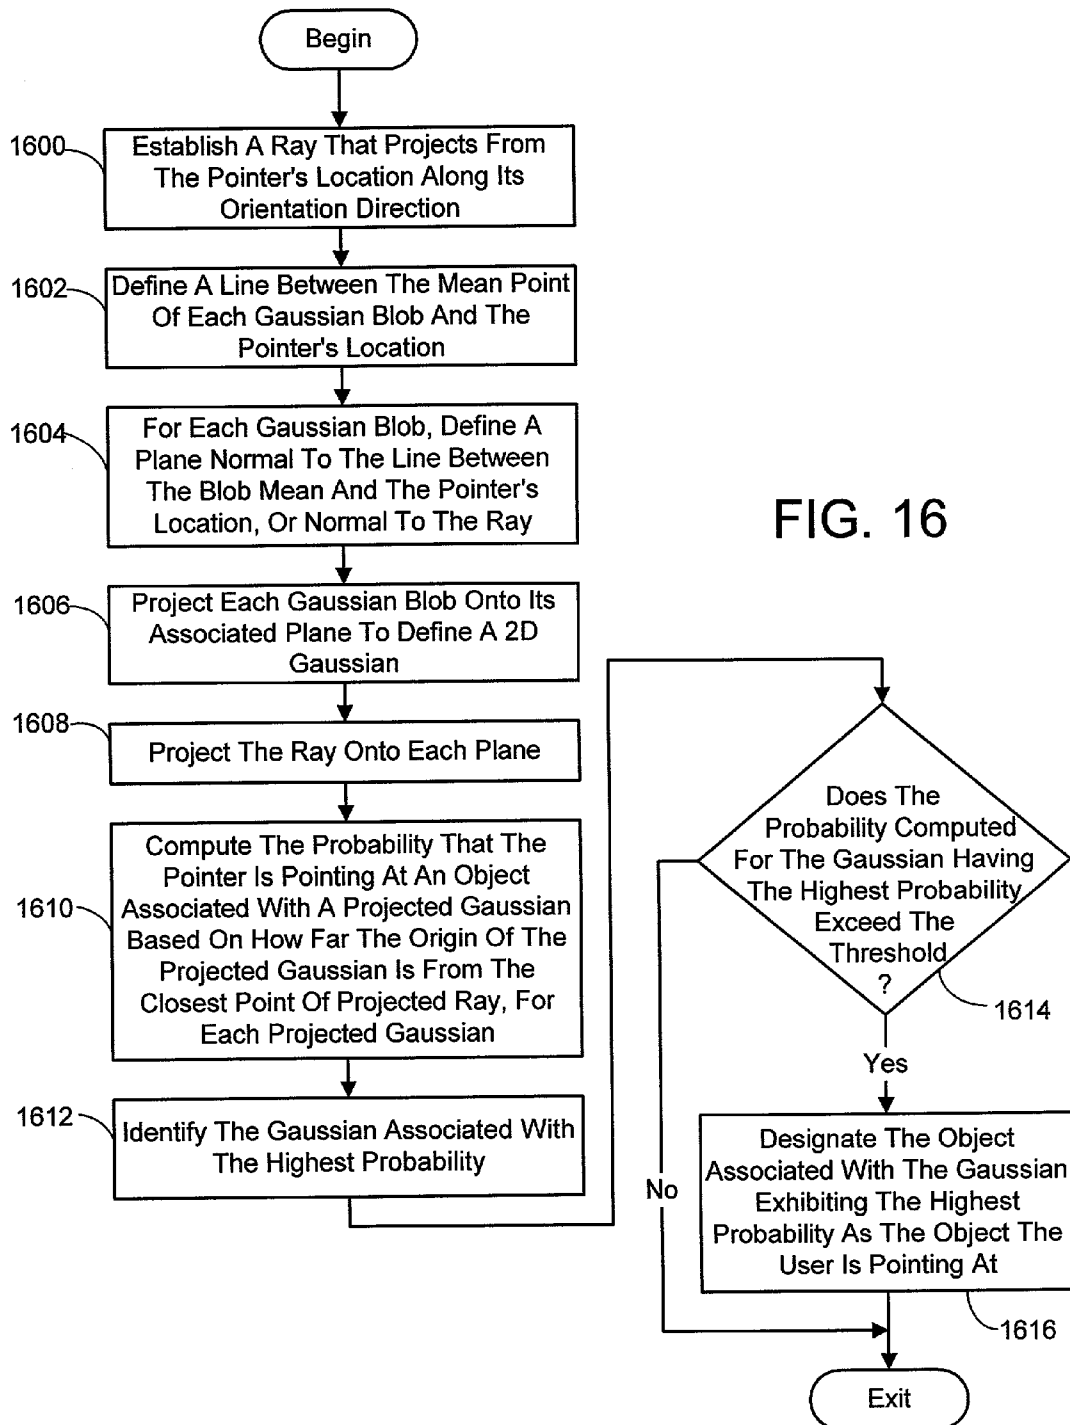 Begin
1600
Establish A Ray That Projects From
The Pointer's Location Along Its
Orientation Direction
1602
Define A Line Between The Mean Point
Of Each Gaussian Blob And The
Pointer's Location
1604
For Each Gaussian Blob, Define A
Plane Normal To The Line Between
The Blob Mean And The Pointer's
Location, Or Normal To The Ray
FIG. 16
1606
Project Each Gaussian Blob Onto Its
Associated Plane To Define A 2D
Gaussian
1608
Project The Ray Onto Each Plane
1610
Compute The Probability That The
Pointer Is Pointing At An Object
Associated With A Projected Gaussian
Based On How Far The Origin Of The
Projected Gaussian Is From The
Closest Point Of Projected Ray, For
Each Projected Gaussian
1612
Identify The Gaussian Associated With
The Highest Probability
Does The
Probability Computed
For The Gaussian Having
The Highest Probability
Exceed The
Threshold
?
1614
Yes
No
Designate The Object
Associated With The Gaussian
Exhibiting The Highest
Probability As The Object The
User Is Pointing At
1616
Exit